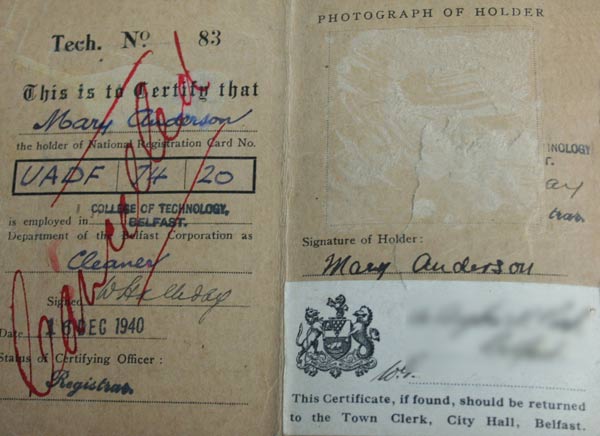 Tech. No 83
This is to Certify that
Mary Anderson
the holder of National Registration Card No.
UADF 74 20
COLLEGE OF TECHNOLOGY,
is employed in BELFAST.
Department of the Belfast Corporation as
Cleaner
Signed
Date 16 DEC 1940
Status of Certifying Officer :
Registrar
Cancelled
PHOTOGRAPH OF HOLDER
INOLOGY
T.
Signature of Holder :
Mary Anderson
This Certificate, if found, should be returned
to the Town Clerk, City Hall, Belfast.